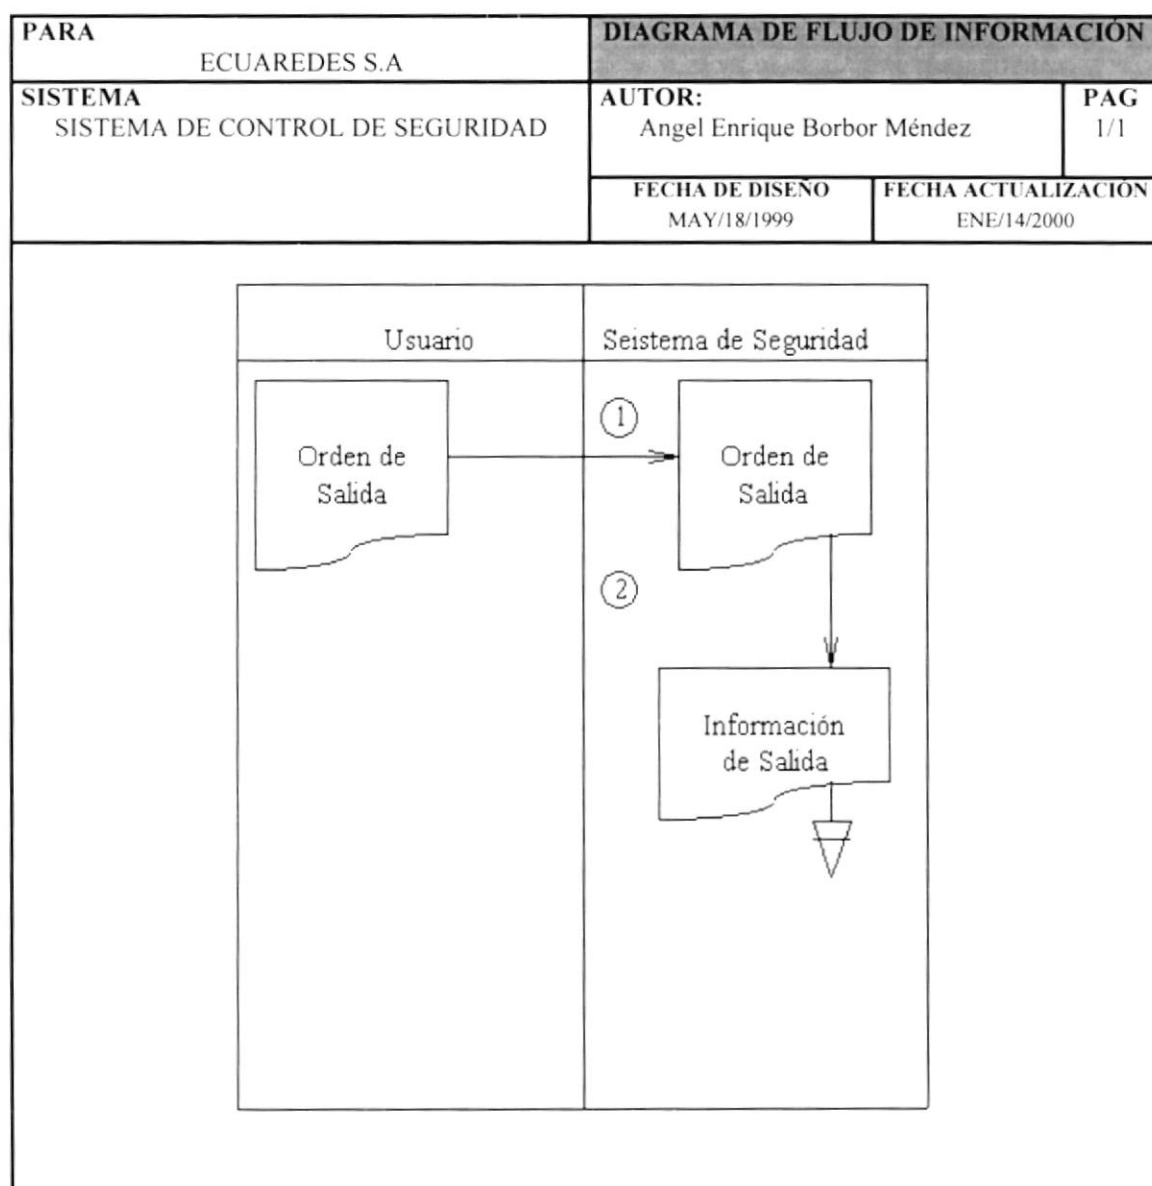 PARA
ECUAREDES S.A
DIAGRAMA DE FLUJO DE INFORMACIÓN
SISTEMA
SISTEMA DE CONTROL DE SEGURIDAD
AUTOR:
Angel Enrique Borbor Méndez
PAG
1/1
FECHA DE DISEÑO
MAY/18/1999
FECHA ACTUALIZACIÓN
ENE/14/2000
Usuario
Seistema de Seguridad
Orden de
Salida
1
Orden de
Salida
2
Información
de Salida